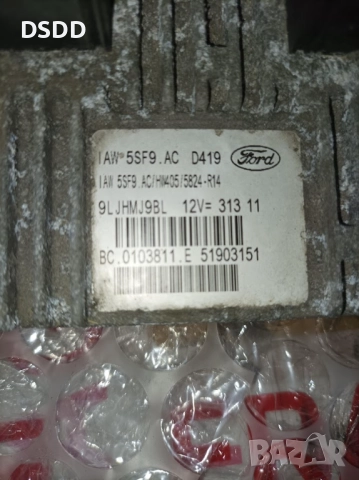 DSDD
IAW 5SF9.AC D419 Ford
IAW 5SF9.AC/HW405/5824-R14
9LJHMJ9BL 12V= 313 11
BC.0103811.E 51903151
BAZAR